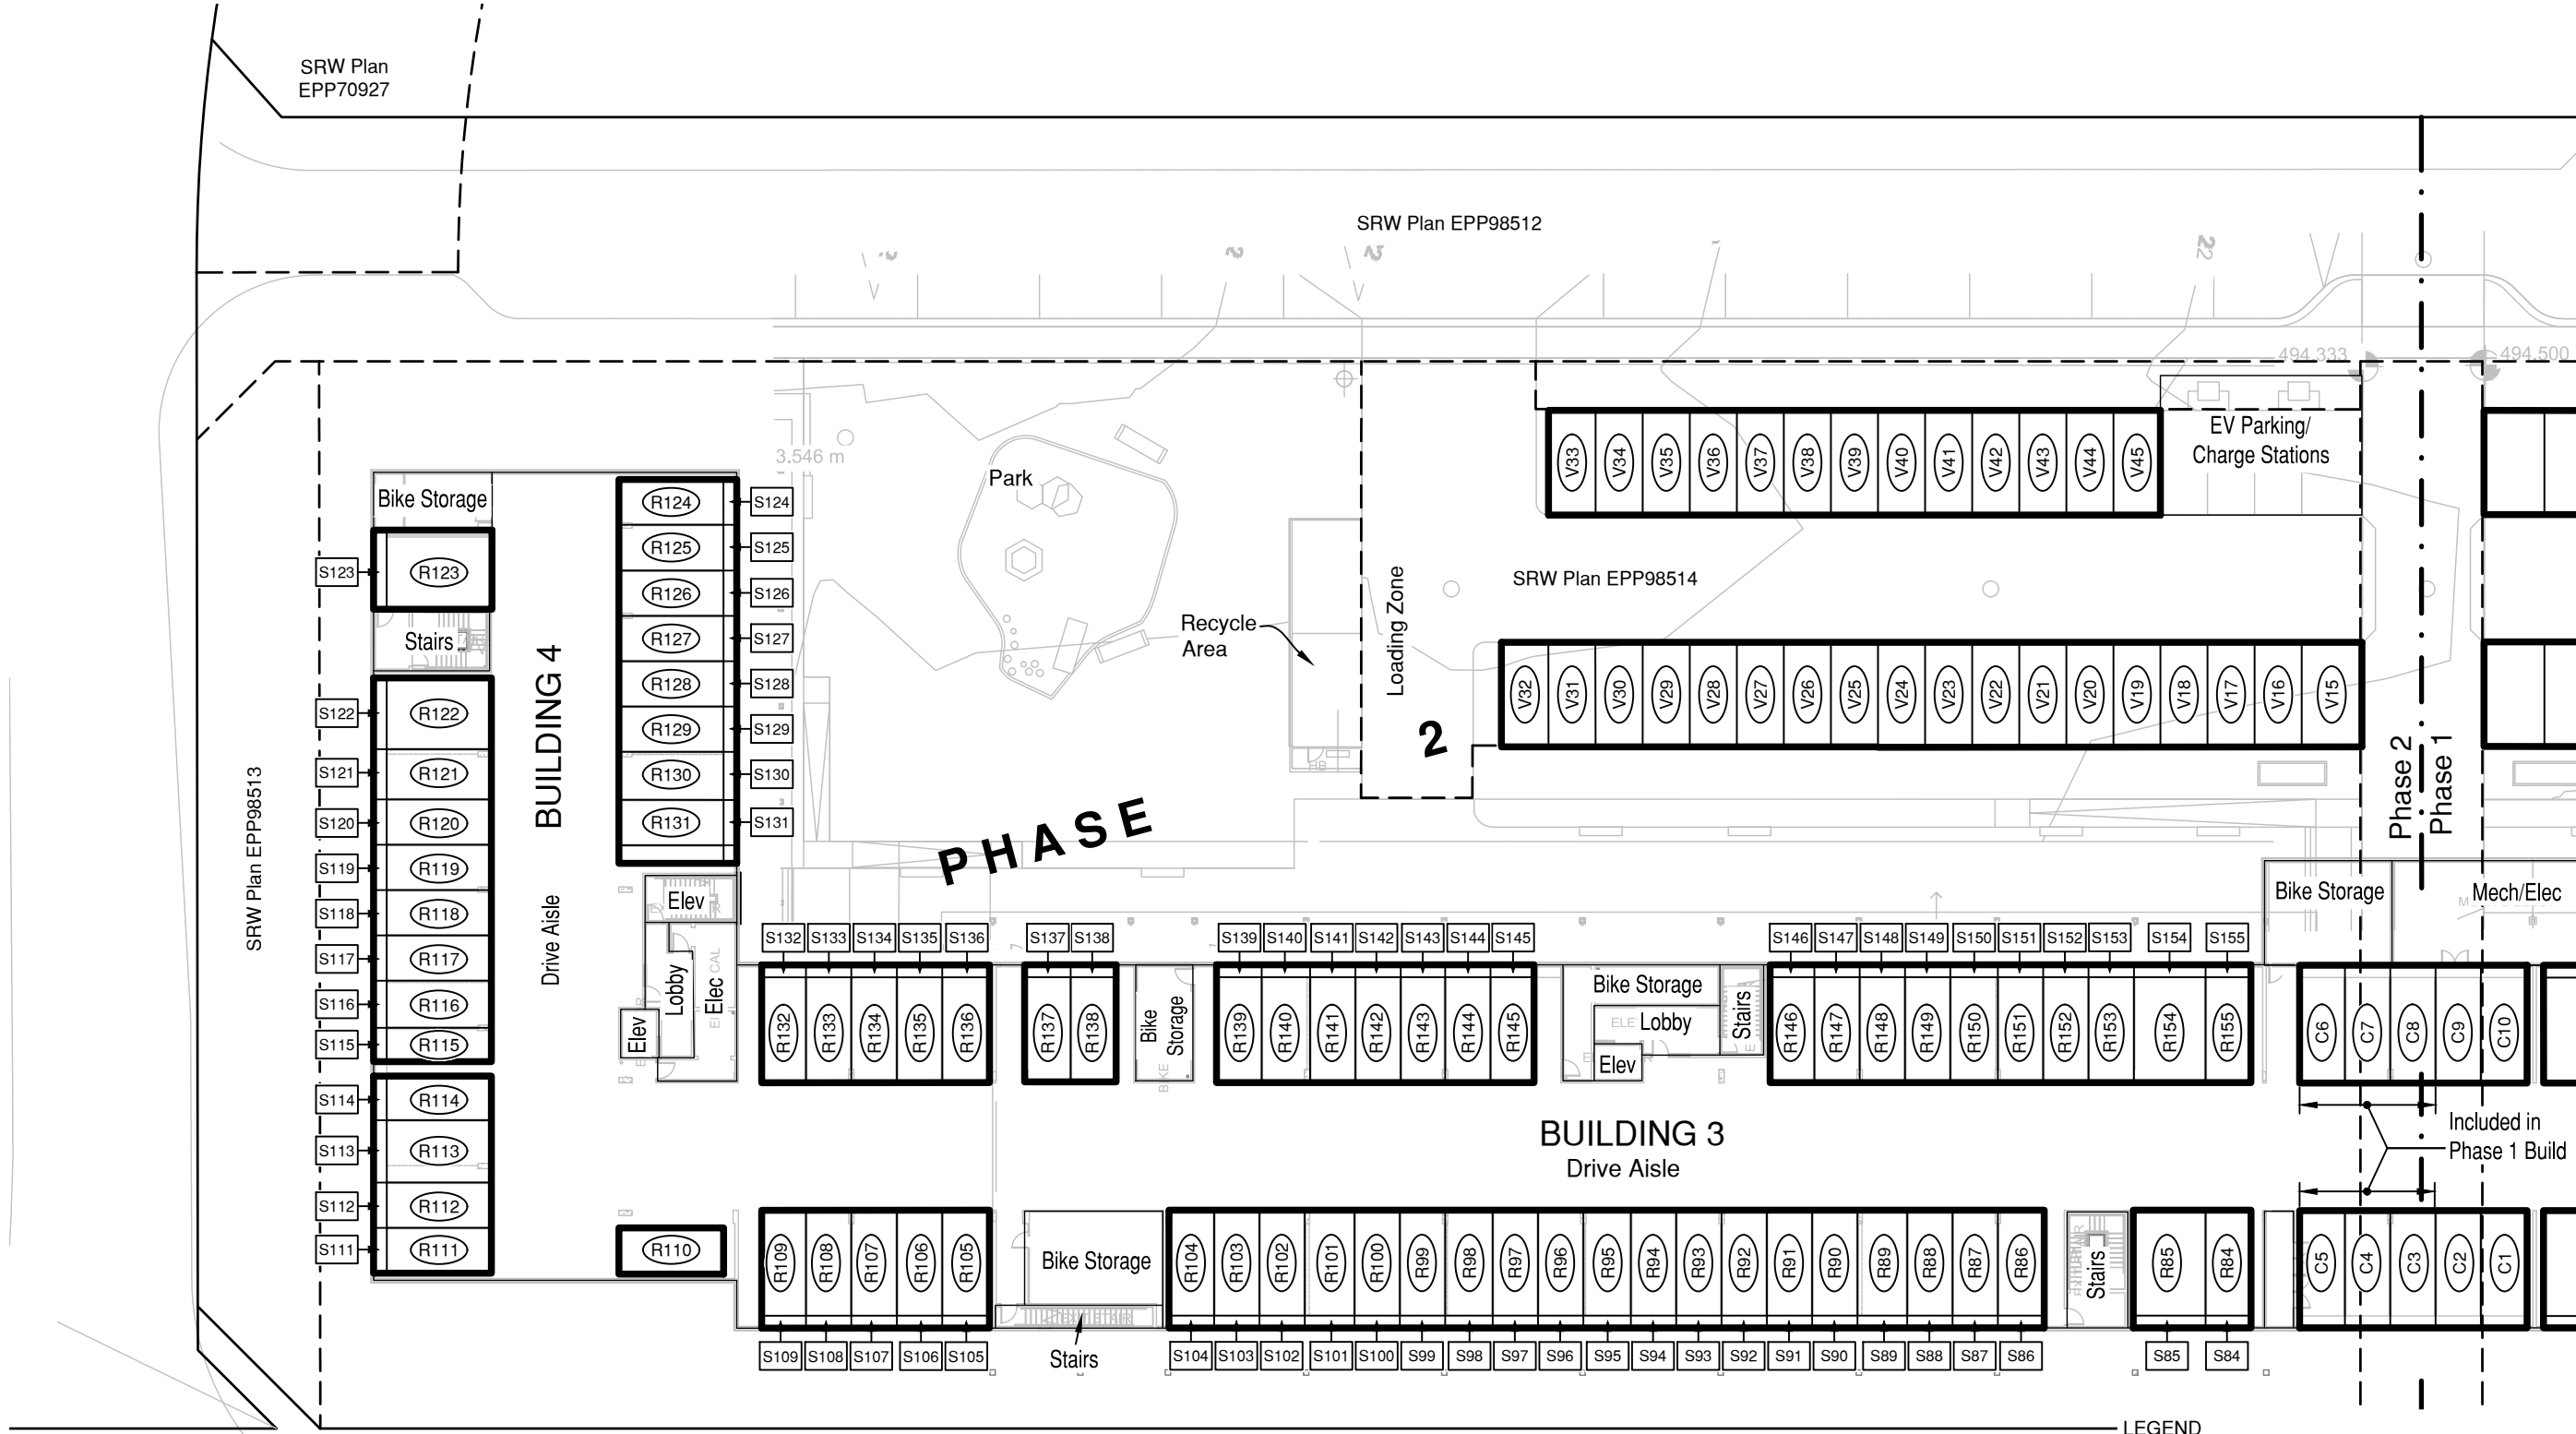 SRW Plan
EPP70927
SRW Plan EPP98512
22
494.333
494.500
3.546 m
Park
V33
V34
V35
V36
V37
V38
V39
V40
V41
V42
V43
V44
V45
EV Parking/
Charge Stations
Bike Storage
S123
R123
Stairs
BUILDING 4
Drive Aisle
R124
R125
R126
R127
R128
R129
R130
R131
S124
S125
S126
S127
S128
S129
S130
S131
Recycle
Area
Loading Zone
SRW Plan EPP98514
V32
V31
V30
V29
V28
V27
V26
V25
V24
V23
V22
V21
V20
V19
V18
V17
V16
V15
PHASE
2
Phase 2
Phase 1
HB
SRW Plan EPP98513
S122
S121
S120
S119
S118
S117
S116
S115
S114
S113
S112
S111
R122
R121
R120
R119
R118
R117
R116
R115
R114
R113
R112
R111
Elev
Lobby
Elec
Elev
R110
S132
S133
S134
S135
S136
S137
S138
S139
S140
S141
S142
S143
S144
S145
S146
S147
S148
S149
S150
S151
S152
S153
S154
S155
R132
R133
R134
R135
R136
R137
R138
Bike
Storage
R139
R140
R141
R142
R143
R144
R145
Bike Storage
Lobby
Elev
Stairs
R146
R147
R148
R149
R150
R151
R152
R153
R154
R155
Bike Storage
Mech/Elec
C6
C7
C8
C9
C10
BUILDING 3
Drive Aisle
Included in
Phase 1 Build
R109
R108
R107
R106
R105
Bike Storage
Stairs
R104
R103
R102
R101
R100
R99
R98
R97
R96
R95
R94
R93
R92
R91
R90
R89
R88
R87
R86
Stairs
R85
R84
C5
C4
C3
C2
C1
S109
S108
S107
S106
S105
S104
S103
S102
S101
S100
S99
S98
S97
S96
S95
S94
S93
S92
S91
S90
S89
S88
S87
S86
S85
S84
LEGEND